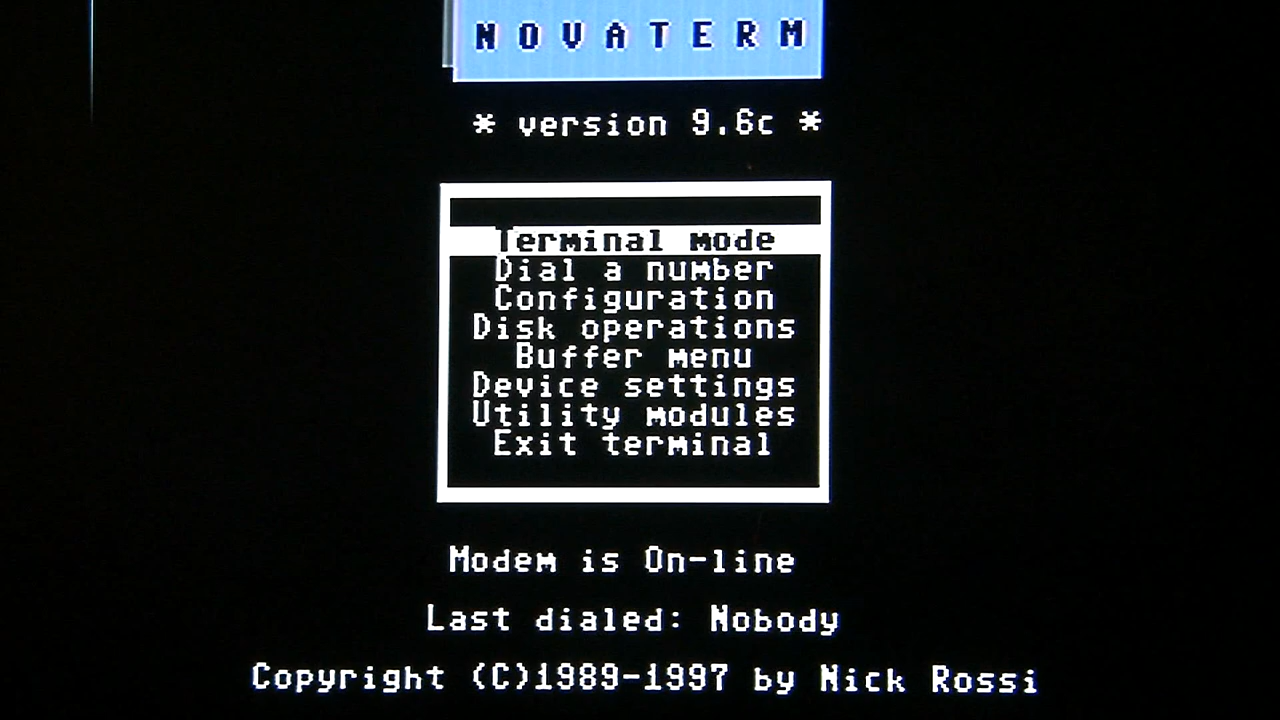 NOVATERM
* version 9.6c *
Terminal mode
Dial a number
Configuration
Disk operations
Buffer menu
Device settings
Utility modules
Exit terminal
Modem is On-line
Last dialed: Nobody
Copyright (C)1989-1997 by Nick Rossi